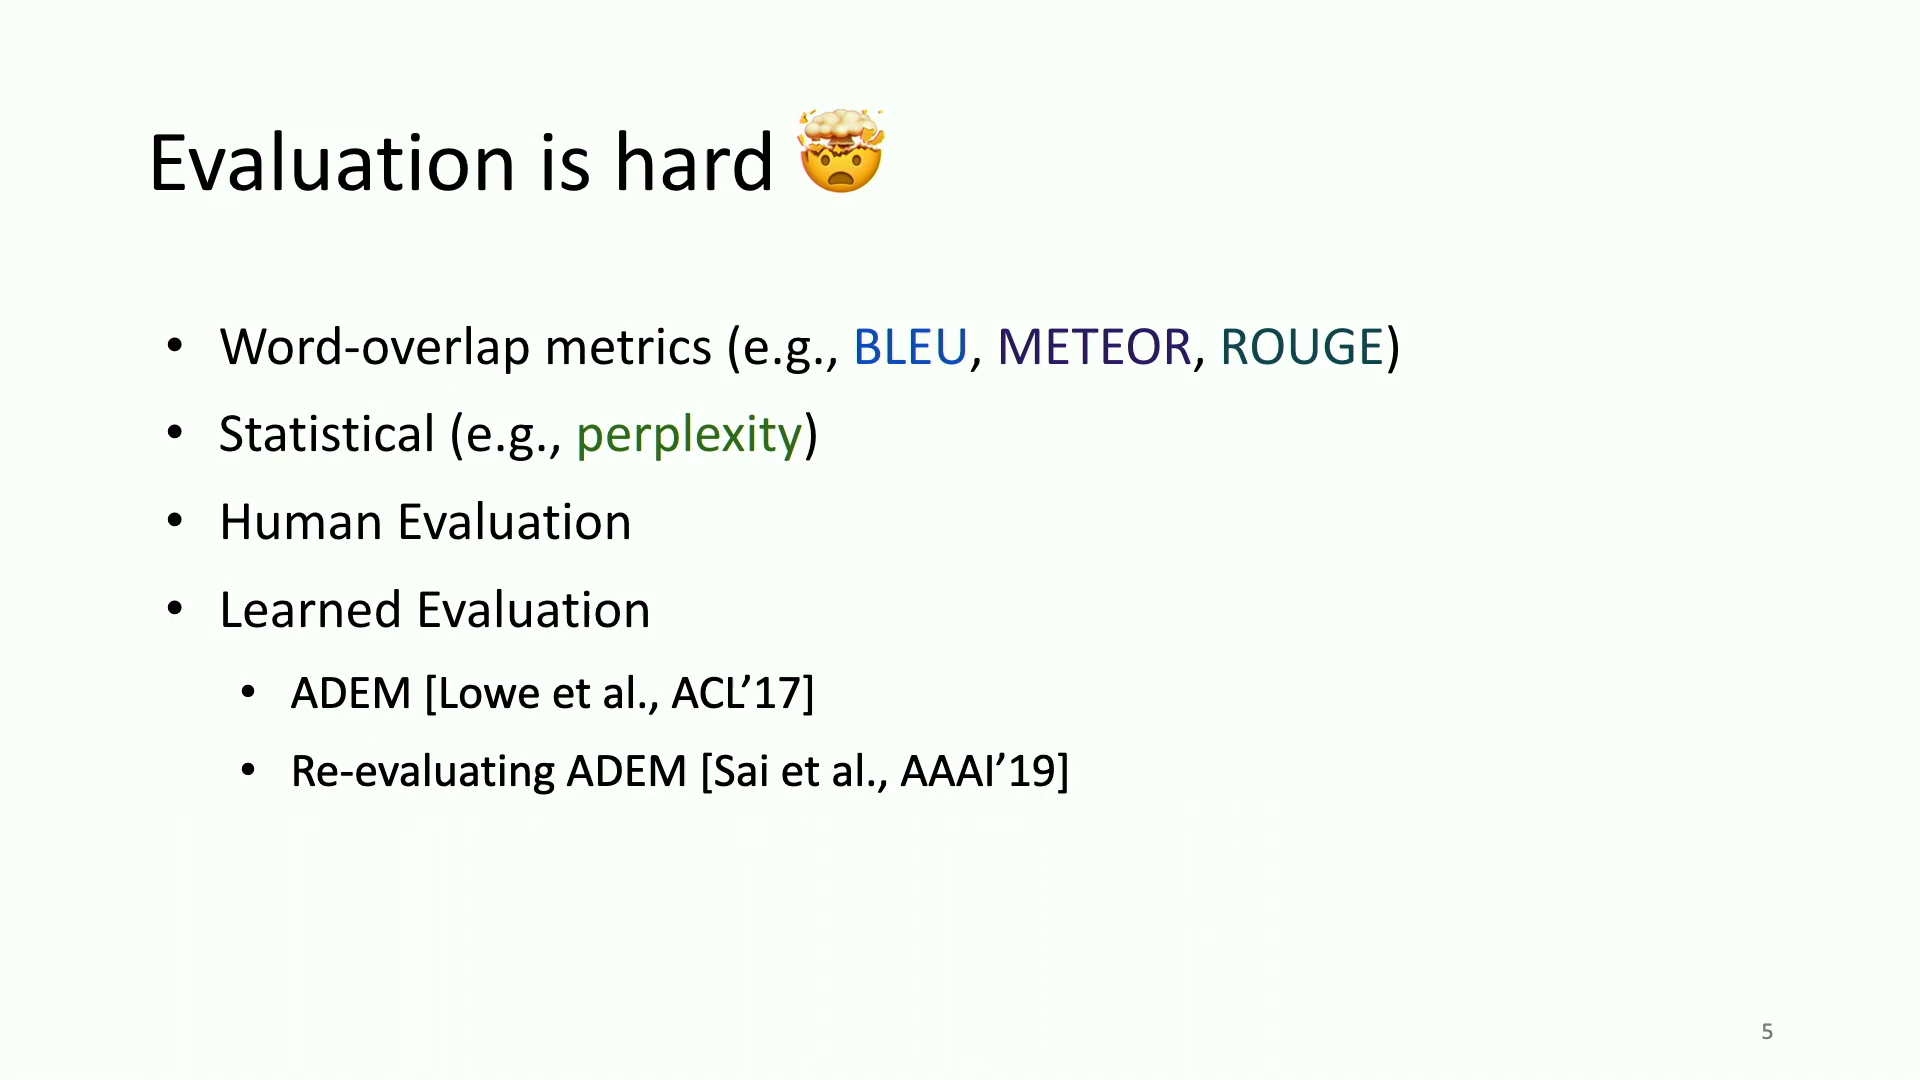 Evaluation is hard 🤯
• Word-overlap metrics (e.g., BLEU, METEOR, ROUGE)
• Statistical (e.g., perplexity)
• Human Evaluation
• Learned Evaluation
• ADEM [Lowe et al., ACL’17]
• Re-evaluating ADEM [Sai et al., AAAI’19]
5